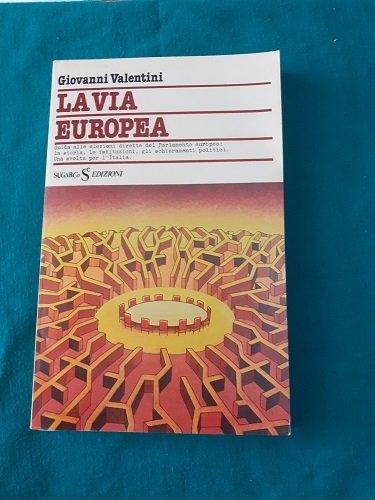 Giovanni Valentini
LA VIA
EUROPEA
Guida alle elezioni dirette del Parlamento europeo:
la storia, le istituzioni, gli schieramenti politici.
Una svolta per l'Italia.
SUGARCo S EDIZIONI